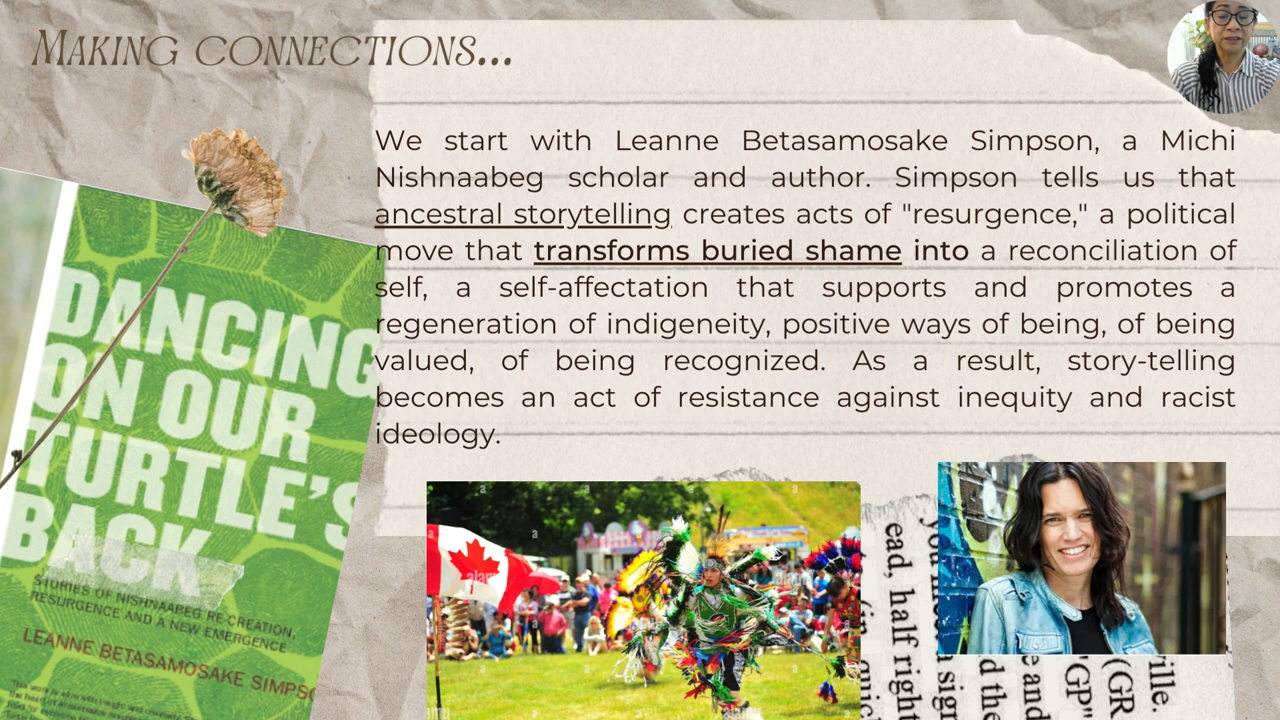 Making connections...
We start with Leanne Betasamosake Simpson, a Michi
Nishnaabeg scholar and author. Simpson tells us that
ancestral storytelling creates acts of "resurgence," a political
move that transforms buried shame into a reconciliation of
self, a self-affectation that supports and promotes a
regeneration of indigeneity, positive ways of being, of being
valued, of being recognized. As a result, story-telling
becomes an act of resistance against inequity and racist
ideology.
DANCING
ON OUR
TURTLE'S
BACK
STORIES OF NISHNAABEG RE-CREATION,
RESURGENCE AND A NEW EMERGENCE
LEANNE BETASAMOSAKE SIMPSO
a
a
a
alamy
a
ead, half right
a sign
d the
e and
"GP"
(GR
ville.